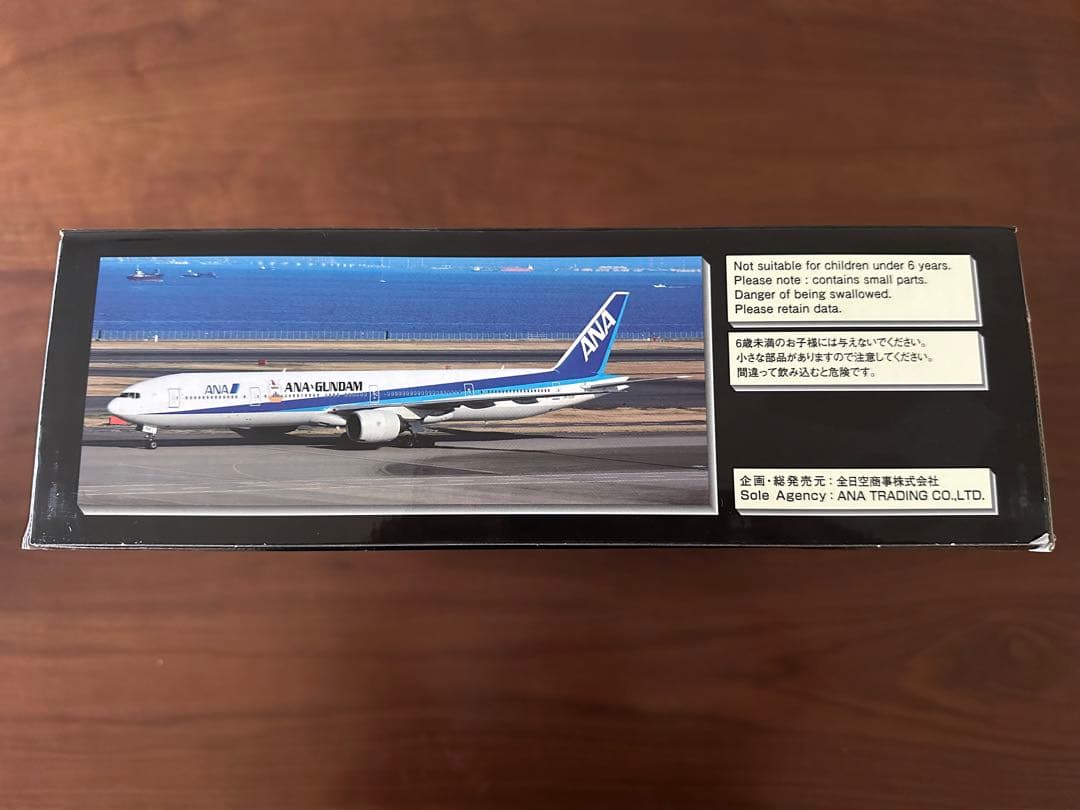 ANA
ANA×GUNDAM
ANA
Not suitable for children under 6 years.
Please note : contains small parts.
Danger of being swallowed.
Please retain data.
6歳未満のお子様には与えないでください。
小さな部品がありますので注意してください。
間違って飲み込むと危険です。
企画・総発売元：全日空商事株式会社
Sole Agency : ANA TRADING CO.,LTD.